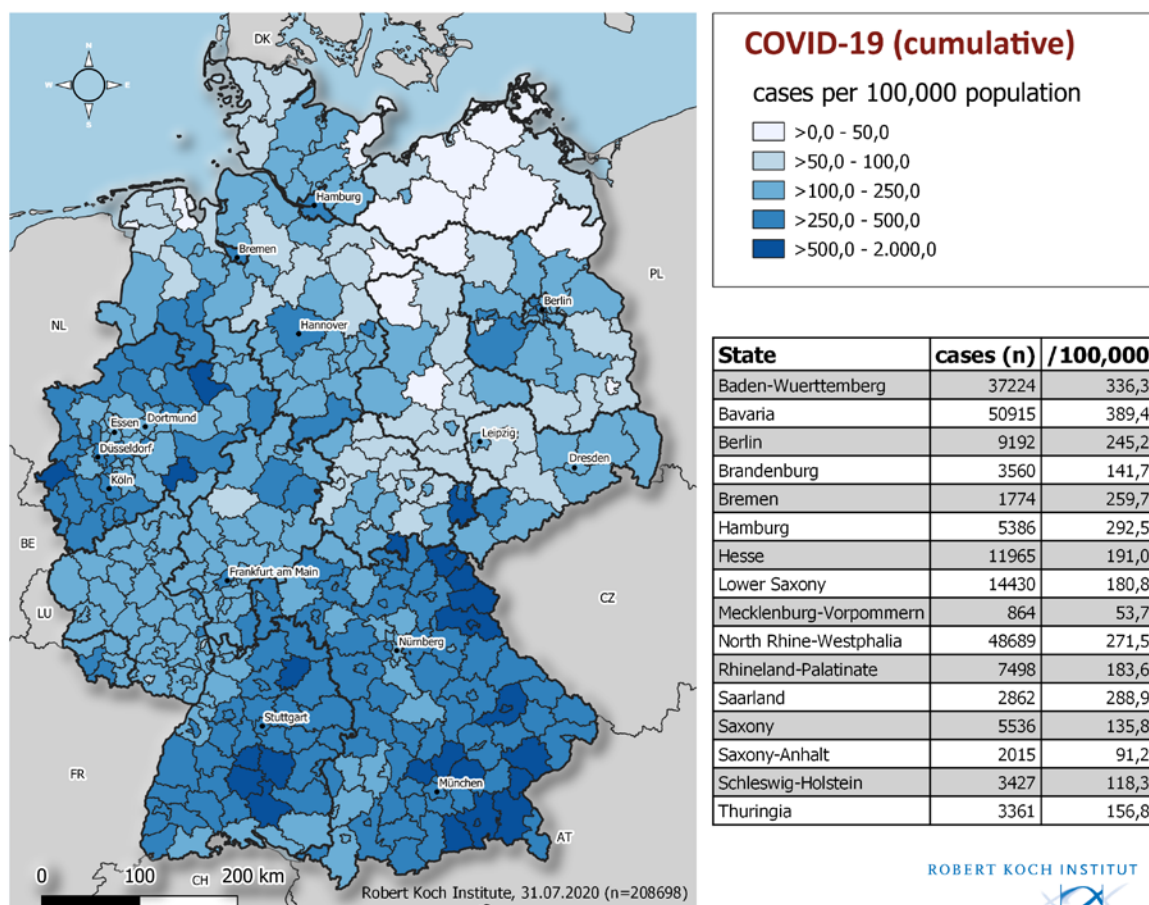 DK
N
W
E
S
Hamburg
Bremen
PL
Berlin
NL
Hannover
Essen
Dortmund
Düsseldorf
Leipzig
Dresden
Köln
BE
Frankfurt am Main
LU
CZ
Nürnberg
Stuttgart
FR
München
AT
0 100 200 km
CH
Robert Koch Institute, 31.07.2020 (n=208698)
COVID-19 (cumulative)
cases per 100,000 population
>0,0 - 50,0
>50,0 - 100,0
>100,0 - 250,0
>250,0 - 500,0
>500,0 - 2.000,0
State cases (n) /100,000
Baden-Wuerttemberg 37224 336,3
Bavaria 50915 389,4
Berlin 9192 245,2
Brandenburg 3560 141,7
Bremen 1774 259,7
Hamburg 5386 292,5
Hesse 11965 191,0
Lower Saxony 14430 180,8
Mecklenburg-Vorpommern 864 53,7
North Rhine-Westphalia 48689 271,5
Rhineland-Palatinate 7498 183,6
Saarland 2862 288,9
Saxony 5536 135,8
Saxony-Anhalt 2015 91,2
Schleswig-Holstein 3427 118,3
Thuringia 3361 156,8
ROBERT KOCH INSTITUT